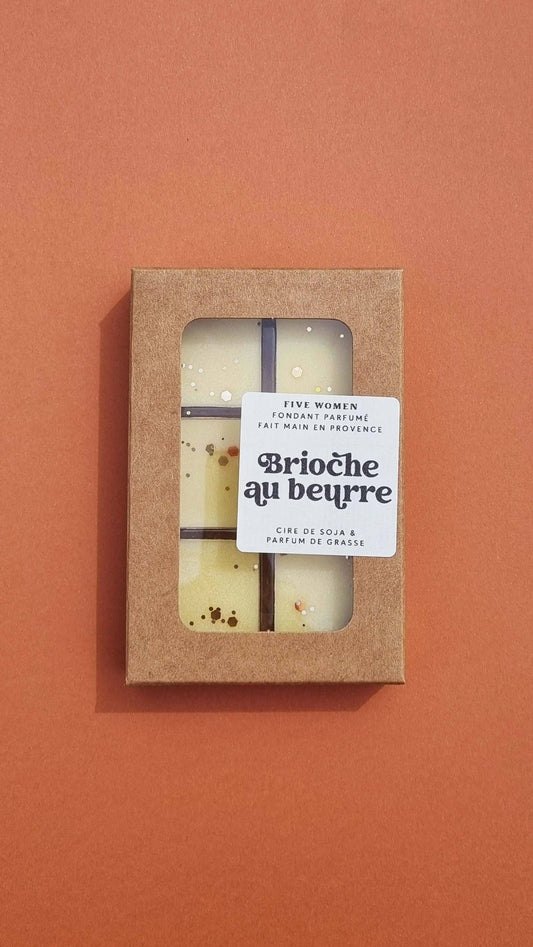 FIVE WOMEN
FONDANT PARFUMÉ
FAIT MAIN EN PROVENCE
Brioche
au beurre
CIRE DE SOJA &
PARFUM DE GRASSE